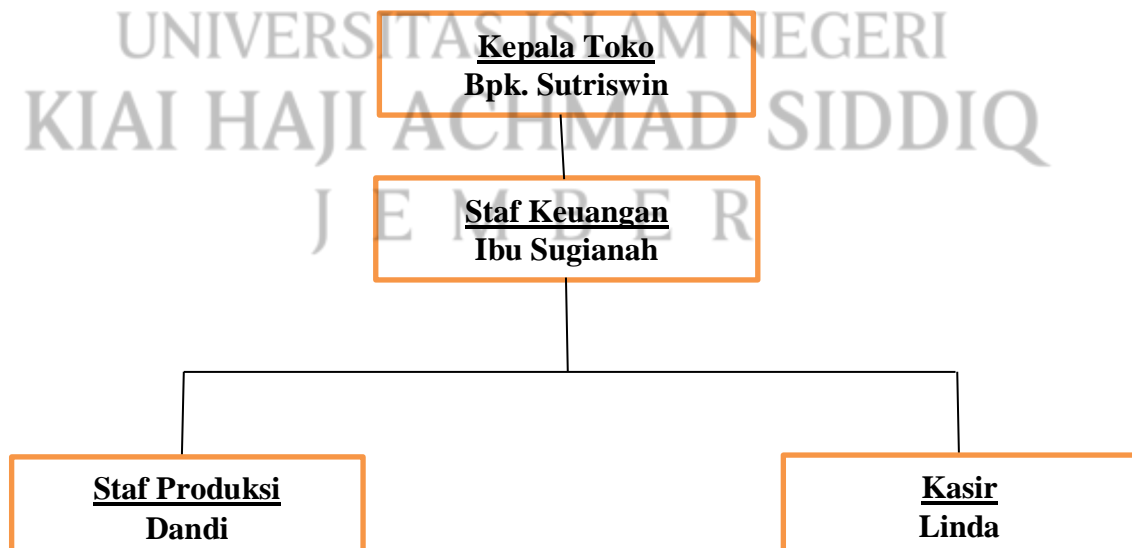 UNIVERSITAS ISLAM NEGERI
Kepala Toko
Bpk. Sutriswin
KIAI HAJI ACHMAD SIDDIQ
Staf Keuangan
JEMBER
Ibu Sugianah
Staf Produksi
Dandi
Kasir
Linda